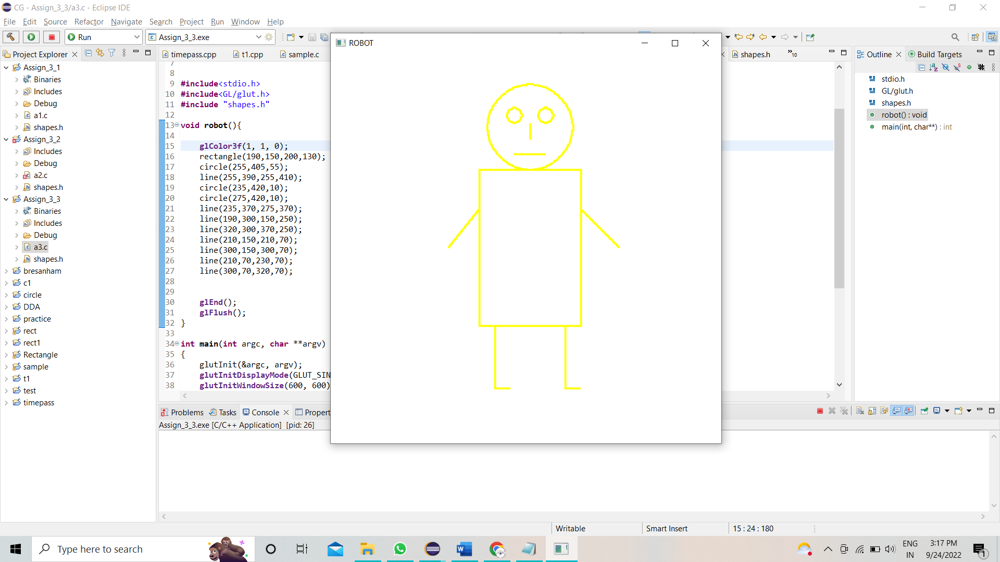 CG - Assign_3_3/a3.c - Eclipse IDE
File Edit Source Refactor Navigate Search Project Run Window Help
Run
Assign_3_3.exe
Project Explorer
Assign_3_1
Binaries
Includes
Debug
a1.c
shapes.h
Assign_3_2
Includes
Debug
a2.c
shapes.h
Assign_3_3
Binaries
Includes
Debug
a3.c
shapes.h
bresanham
c1
circle
DDA
practice
rect
rect1
Rectangle
sample
t1
test
timepass
timepass.cpp t1.cpp sample.c
shapes.h
»10
7
8
9 #include<stdio.h>
10 #include<GL/glut.h>
11 #include "shapes.h"
12
13 void robot(){
14
15 glColor3f(1, 1, 0);
16 rectangle(190,150,200,130);
17 circle(255,405,55);
18 line(255,390,255,410);
19 circle(235,420,10);
20 circle(275,420,10);
21 line(235,370,275,370);
22 line(190,300,150,250);
23 line(320,300,370,250);
24 line(210,150,210,70);
25 line(300,150,300,70);
26 line(210,70,230,70);
27 line(300,70,320,70);
28
29
30 glEnd();
31 glFlush();
32 }
33
34 int main(int argc, char **argv)
35 {
36 glutInit(&argc, argv);
37 glutInitDisplayMode(GLUT_SIN
38 glutInitWindowSize(600, 600)
ROBOT
Outline Build Targets
stdio.h
GL/glut.h
shapes.h
robot() : void
main(int, char**) : int
Problems Tasks Console Propert
Assign_3_3.exe [C/C++ Application] [pid: 26]
Writable Smart Insert 15 : 24 : 180
Type here to search
ENG
IN
3:17 PM
9/24/2022
1